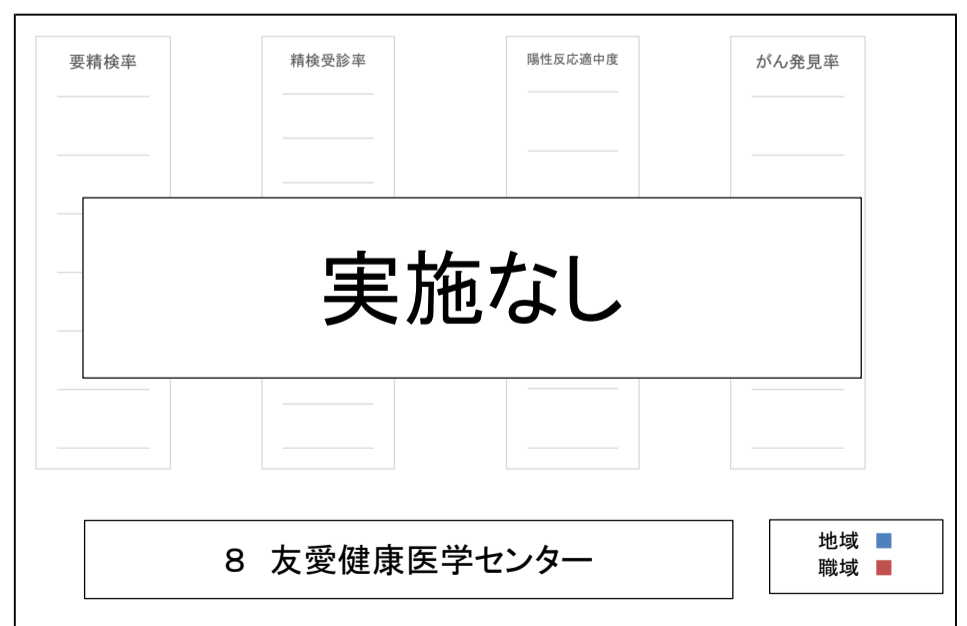 要精検率
精検受診率
陽性反応適中度
がん発見率
実施なし
8　友愛健康医学センター
地域
職域